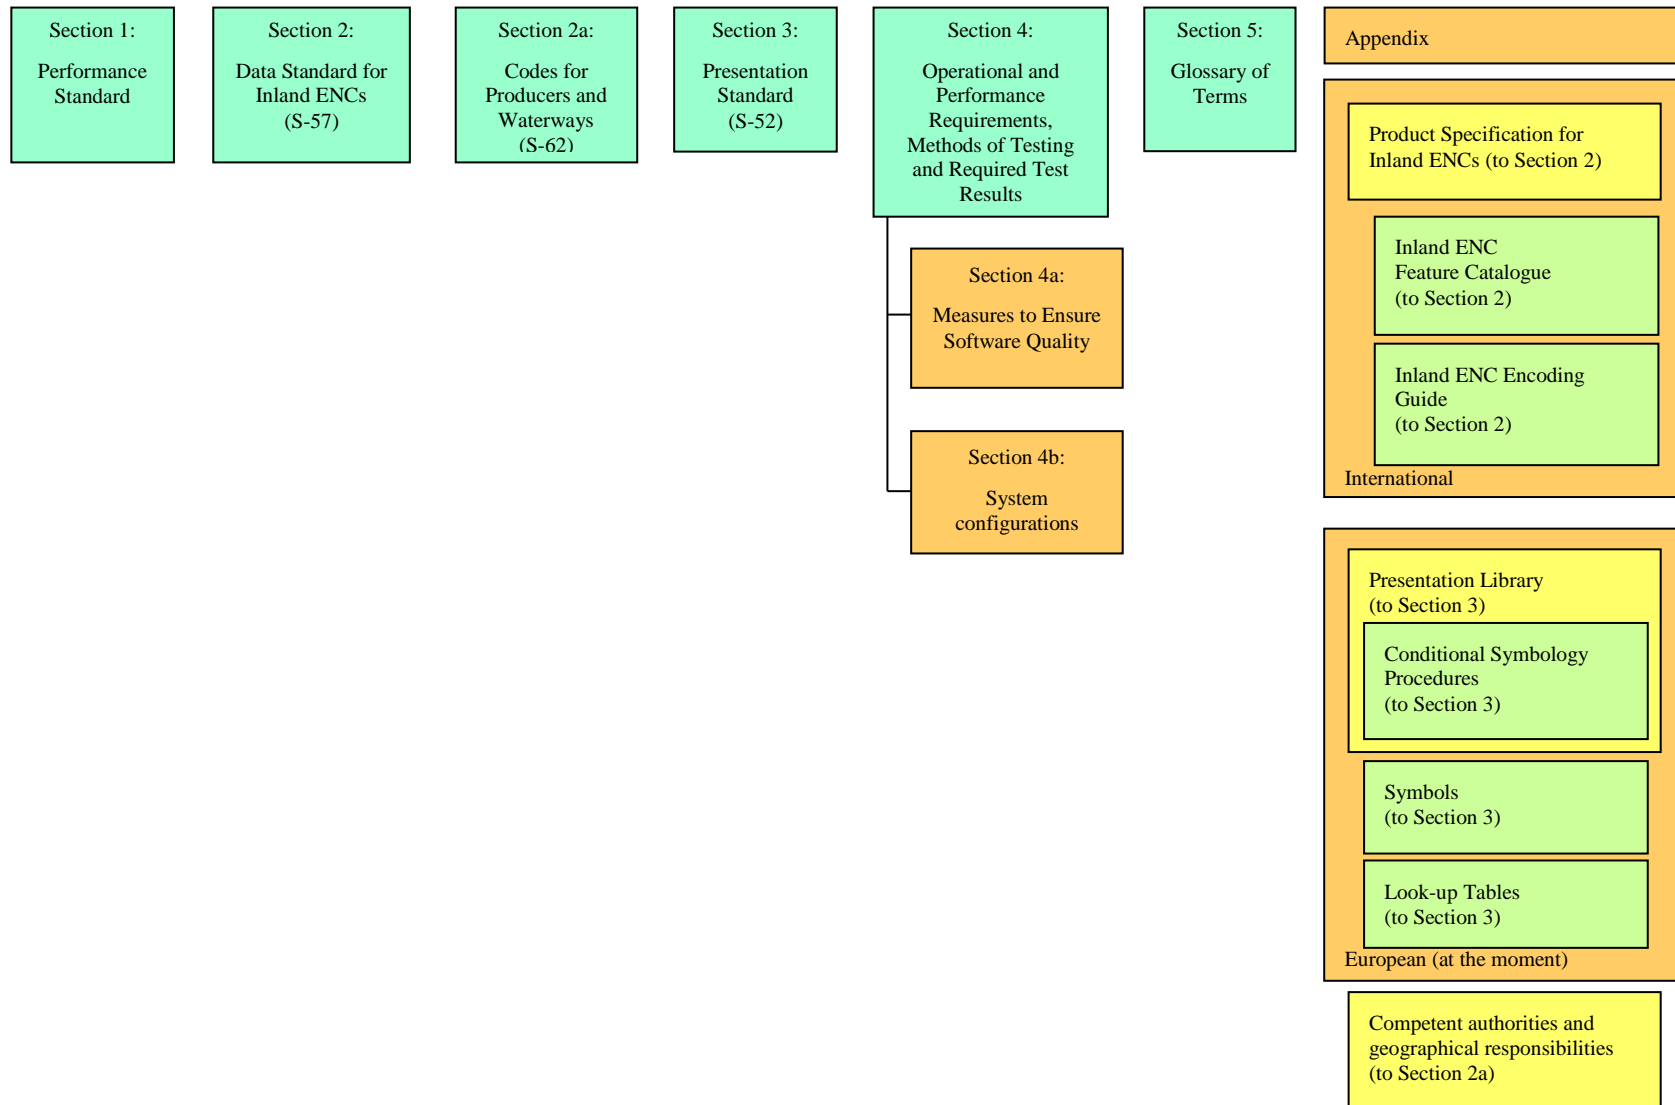 Section 1:
Performance
Standard
Section 2:
Data Standard for
Inland ENCs
(S-57)
Section 2a:
Codes for
Producers and
Waterways
(S-62)
Section 3:
Presentation
Standard
(S-52)
Section 4:
Operational and
Performance
Requirements,
Methods of Testing
and Required Test
Results
Section 4a:
Measures to Ensure
Software Quality
Section 4b:
System
configurations
Section 5:
Glossary of
Terms
Appendix
Product Specification for
Inland ENCs (to Section 2)
Inland ENC
Feature Catalogue
(to Section 2)
Inland ENC Encoding
Guide
(to Section 2)
International
Presentation Library
(to Section 3)
Conditional Symbology
Procedures
(to Section 3)
Symbols
(to Section 3)
Look-up Tables
(to Section 3)
European (at the moment)
Competent authorities and
geographical responsibilities
(to Section 2a)